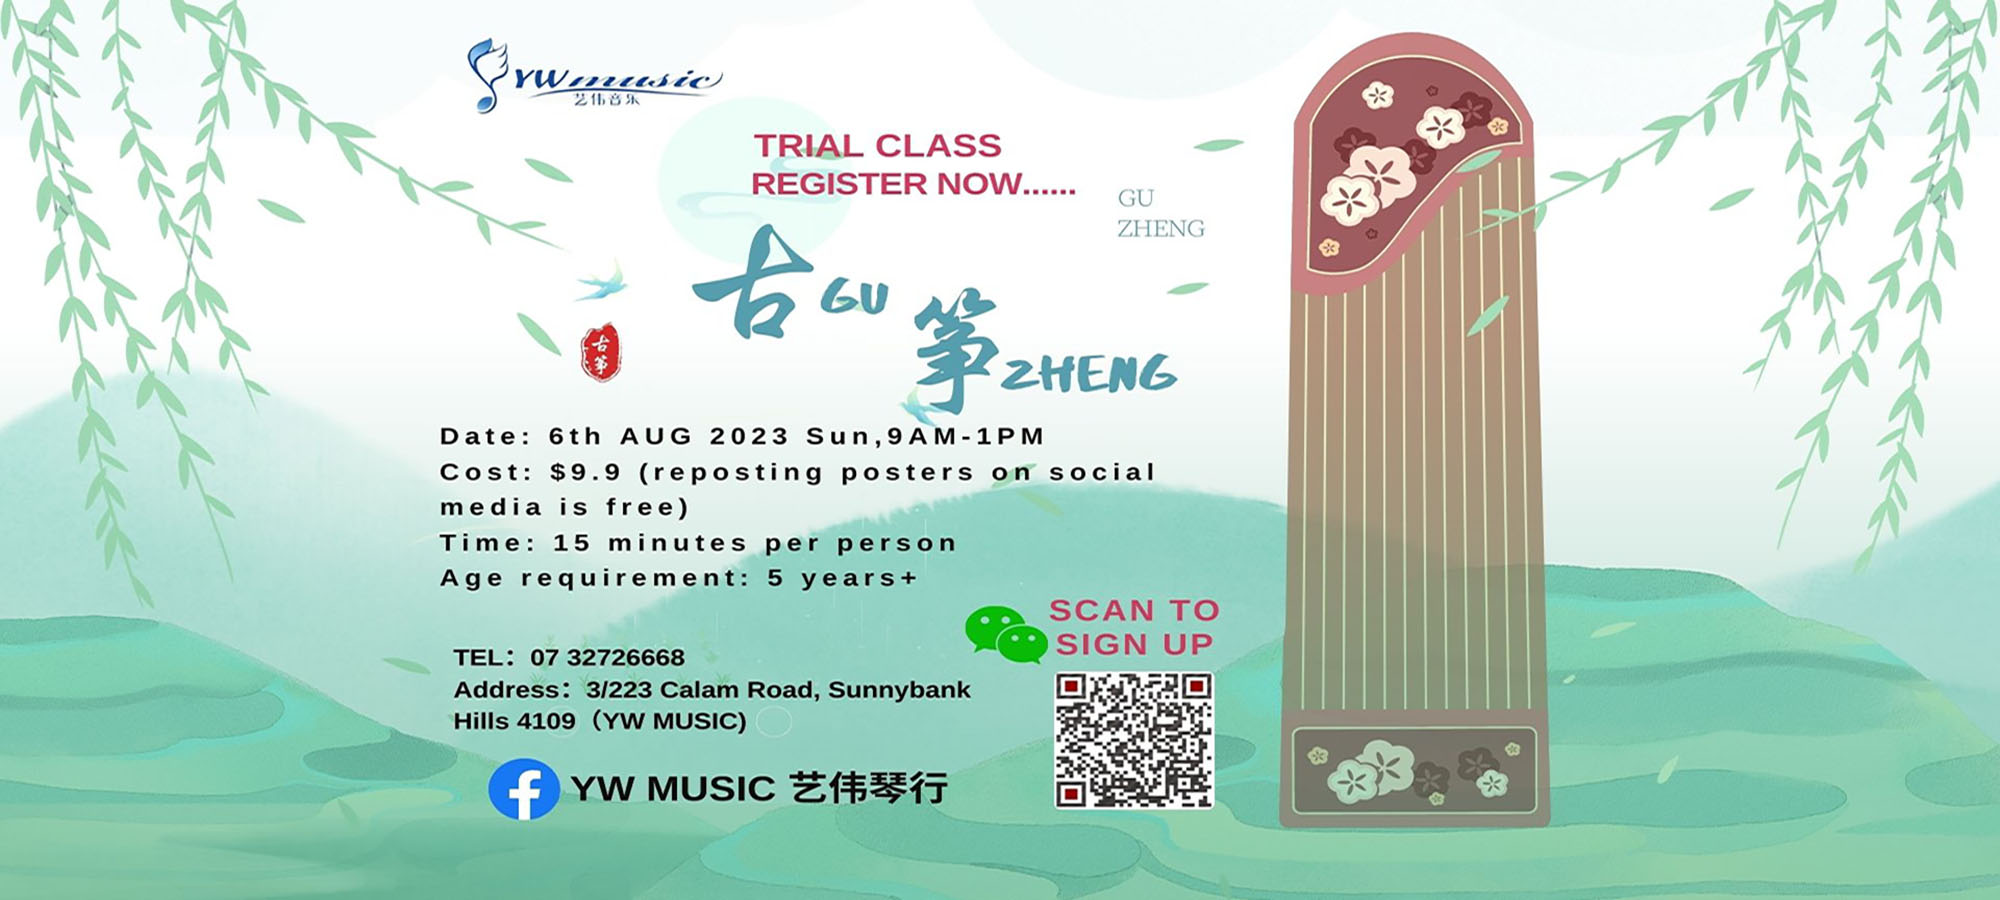 YWmusic
艺伟音乐
TRIAL CLASS
REGISTER NOW......
GU
ZHENG
古 GU
筝 ZHENG
古筝
Date: 6th AUG 2023 Sun,9AM-1PM
Cost: $9.9 (reposting posters on social
media is free)
Time: 15 minutes per person
Age requirement: 5 years+
SCAN TO
SIGN UP
TEL：07 32726668
Address：3/223 Calam Road, Sunnybank
Hills 4109（YW MUSIC)
YW MUSIC 艺伟琴行